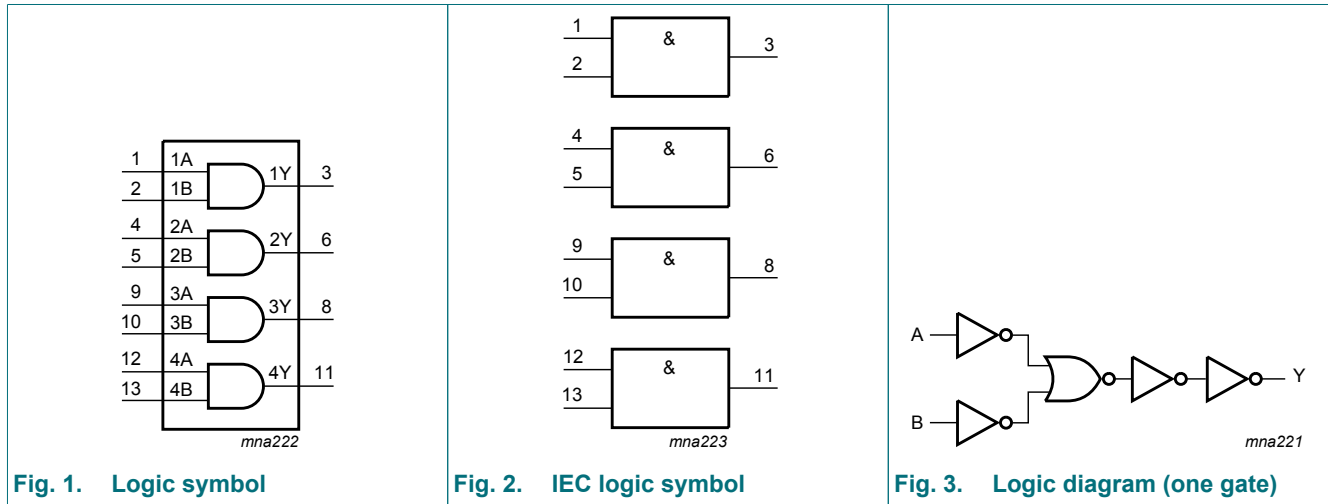 1 1A 1Y 3
2 1B
4 2A 2Y 6
5 2B
9 3A 3Y 8
10 3B
12 4A 4Y 11
13 4B
mna222
Fig. 1. Logic symbol
1 & 3
2
4 & 6
5
9 & 8
10
12 & 11
13
mna223
Fig. 2. IEC logic symbol
A
Y
B
mna221
Fig. 3. Logic diagram (one gate)